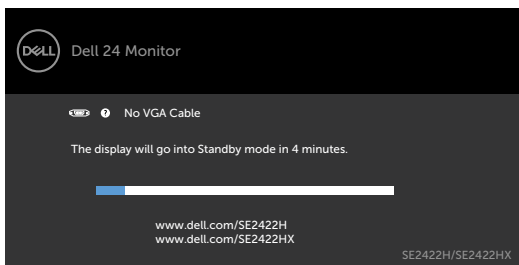 DELL
Dell 24 Monitor
? No VGA Cable
The display will go into Standby mode in 4 minutes.
www.dell.com/SE2422H
www.dell.com/SE2422HX
SE2422H/SE2422HX